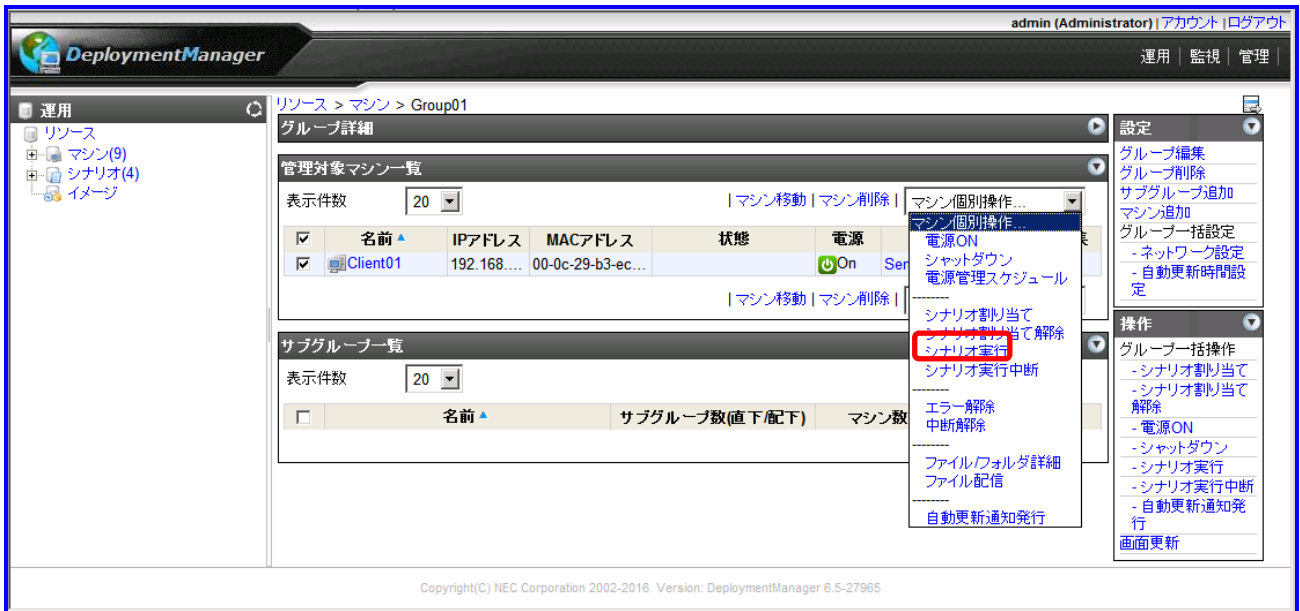 admin (Administrator) | アカウント | ログアウト
DeploymentManager
運用 | 監視 | 管理 |
運用
リソース
マシン(9)
シナリオ(4)
イメージ
リソース > マシン > Group01
グループ詳細
管理対象マシン一覧
表示件数 20 | マシン移動 | マシン削除 | マシン個別操作...
名前 IPアドレス MACアドレス 状態 電源
Client01 192.168.... 00-0c-29-b3-ec... On Ser
| マシン移動 | マシン削除 |
マシン個別操作...
電源ON
シャットダウン
電源管理スケジュール
--------
シナリオ割り当て
シナリオ割り当て解除
シナリオ実行
シナリオ実行中断
--------
エラー解除
中断解除
--------
ファイル/フォルダ詳細
ファイル配信
--------
自動更新通知発行
サブグループ一覧
表示件数 20
名前 サブグループ数(直下/配下) マシン数
設定
グループ編集
グループ削除
サブグループ追加
マシン追加
グループ一括設定
- ネットワーク設定
- 自動更新時間設
定
操作
グループ一括操作
- シナリオ割り当て
- シナリオ割り当て
解除
- 電源ON
- シャットダウン
- シナリオ実行
- シナリオ実行中断
- 自動更新通知発
行
画面更新
Copyright(C) NEC Corporation 2002-2016. Version: DeploymentManager 6.5-27965